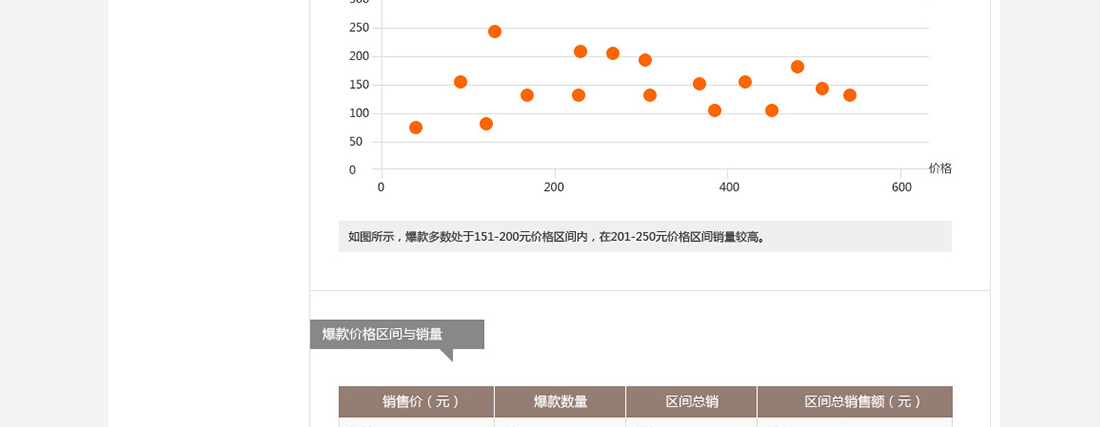 250
200
150
100
50
0
价格
0 200 400 600
如图所示，爆款多数处于151-200元价格区间内，在201-250元价格区间销量较高。
爆款价格区间与销量
销售价（元） 爆款数量 区间总销 区间总销售额（元）